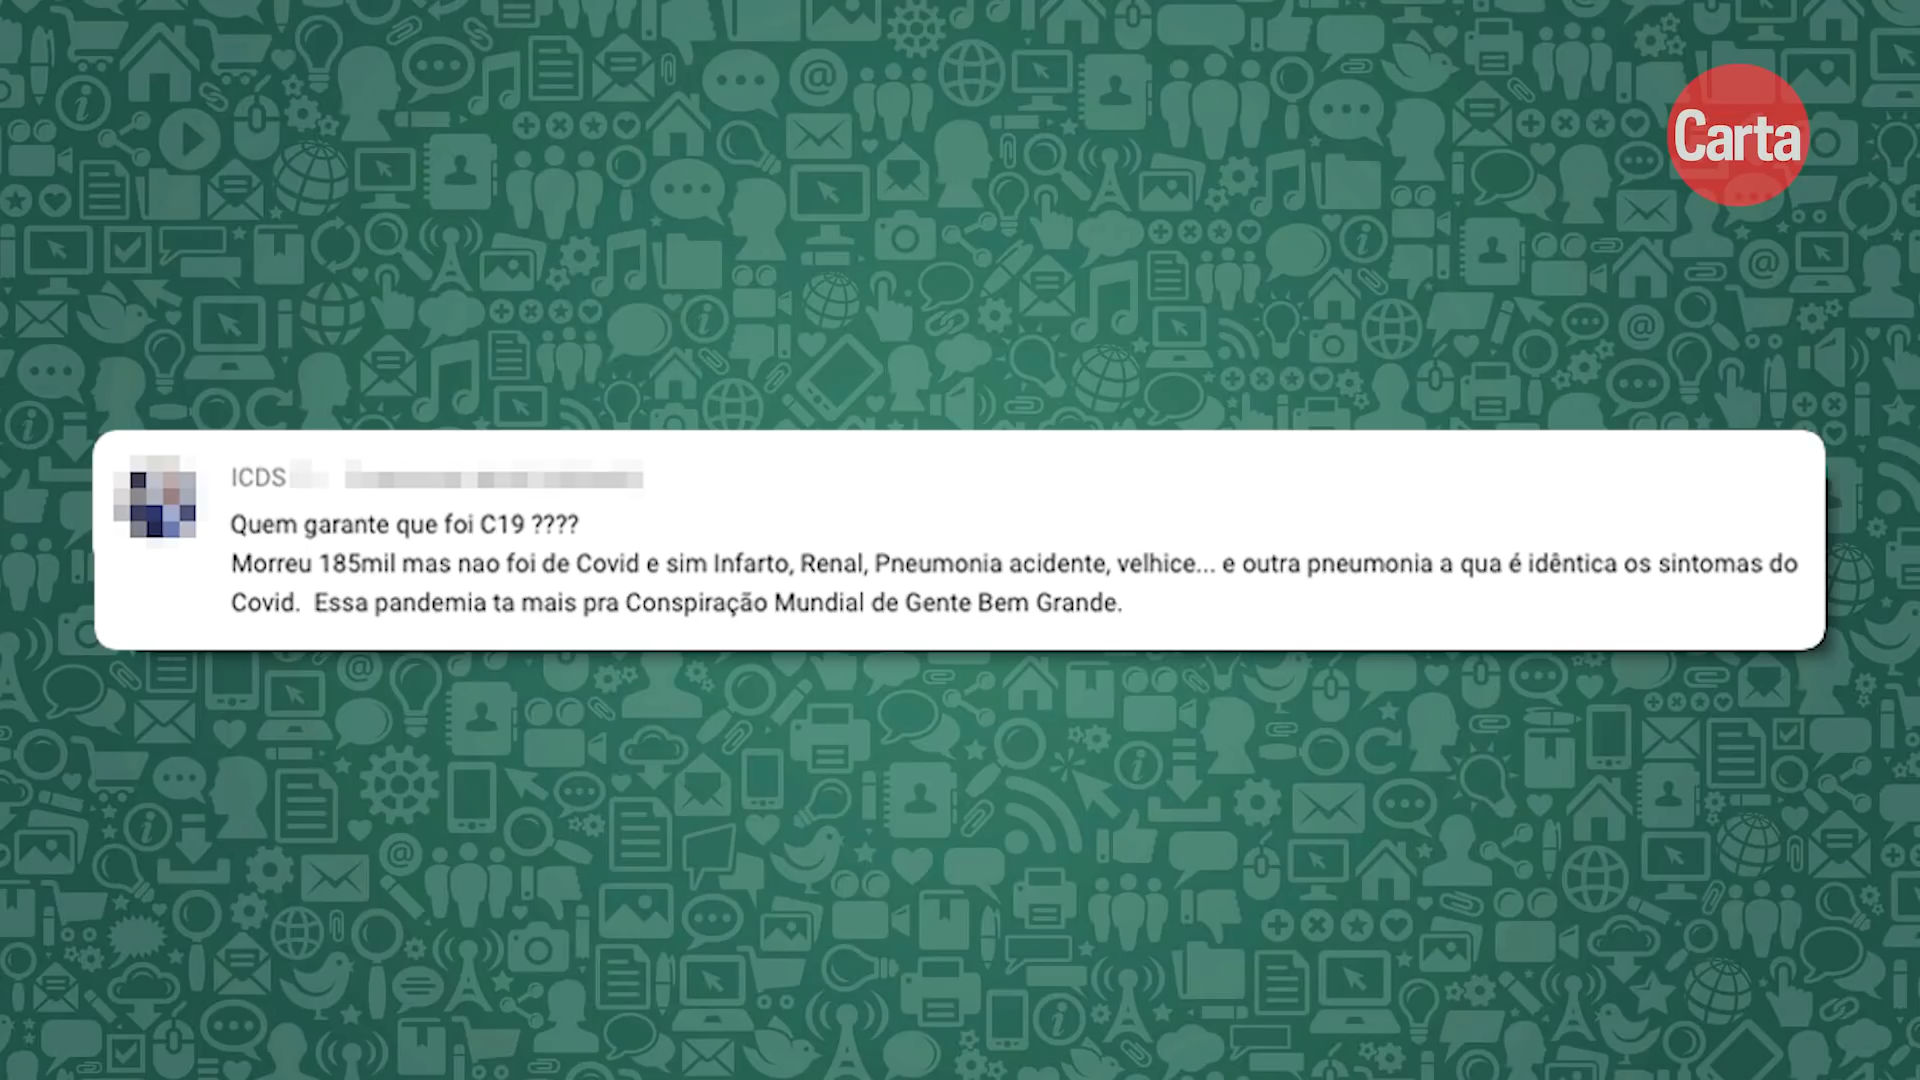 Carta
ICDS
Quem garante que foi C19 ????
Morreu 185mil mas nao foi de Covid e sim Infarto, Renal, Pneumonia acidente, velhice... e outra pneumonia a qua é idêntica os sintomas do
Covid.  Essa pandemia ta mais pra Conspiração Mundial de Gente Bem Grande.